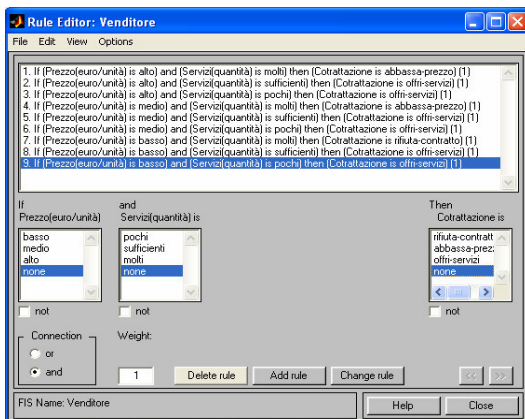 Rule Editor: Venditore
File Edit View Options
1. If (Prezzo(euro/unità) is alto) and (Servizi(quantità) is molti) then (Cotrattazione is abbassa-prezzo) (1)
2. If (Prezzo(euro/unità) is alto) and (Servizi(quantità) is sufficienti) then (Cotrattazione is offri-servizi) (1)
3. If (Prezzo(euro/unità) is alto) and (Servizi(quantità) is pochi) then (Cotrattazione is offri-servizi) (1)
4. If (Prezzo(euro/unità) is medio) and (Servizi(quantità) is molti) then (Cotrattazione is abbassa-prezzo) (1)
5. If (Prezzo(euro/unità) is medio) and (Servizi(quantità) is sufficienti) then (Cotrattazione is offri-servizi) (1)
6. If (Prezzo(euro/unità) is medio) and (Servizi(quantità) is pochi) then (Cotrattazione is offri-servizi) (1)
7. If (Prezzo(euro/unità) is basso) and (Servizi(quantità) is molti) then (Cotrattazione is rifiuta-contratto) (1)
8. If (Prezzo(euro/unità) is basso) and (Servizi(quantità) is sufficienti) then (Cotrattazione is offri-servizi) (1)
9. If (Prezzo(euro/unità) is basso) and (Servizi(quantità) is pochi) then (Cotrattazione is offri-servizi) (1)
If
Prezzo(euro/unità)
basso
medio
alto
none
not
and
Servizi(quantità) is
pochi
sufficienti
molti
none
not
Then
Cotrattazione is
rifiuta-contratt
abbassa-prez:
offri-servizi
none
not
Connection
or
and
Weight:
1
Delete rule
Add rule
Change rule
<<
>>
FIS Name: Venditore
Help
Close